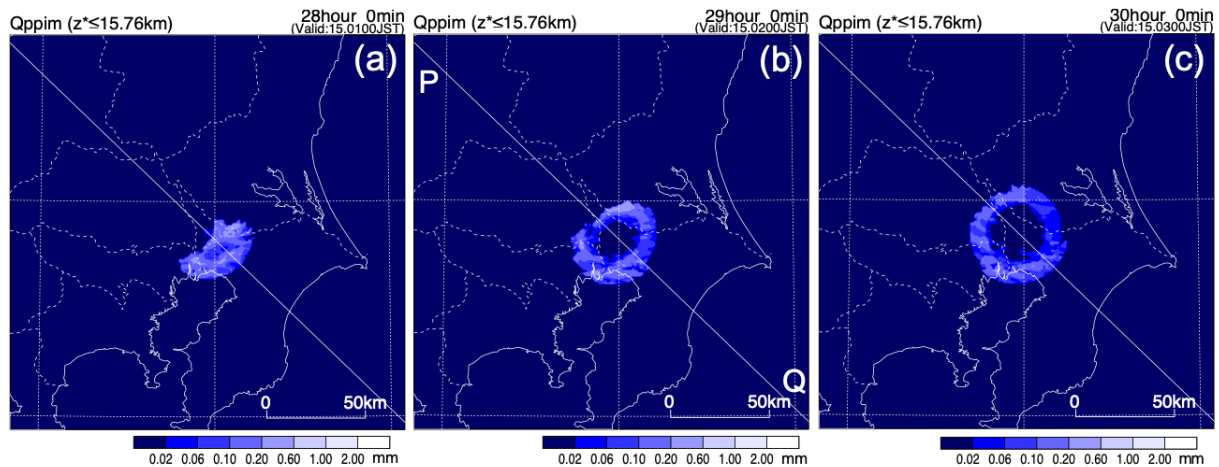 Qppim (z*≤15.76km) 28hour 0min
(Valid:15.0100JST)
(a)
0 50km
0.02 0.06 0.10 0.20 0.60 1.00 2.00 mm
Qppim (z*≤15.76km) 29hour 0min
(Valid:15.0200JST)
(b)
P
Q
0 50km
0.02 0.06 0.10 0.20 0.60 1.00 2.00 mm
Qppim (z*≤15.76km) 30hour 0min
(Valid:15.0300JST)
(c)
0 50km
0.02 0.06 0.10 0.20 0.60 1.00 2.00 mm